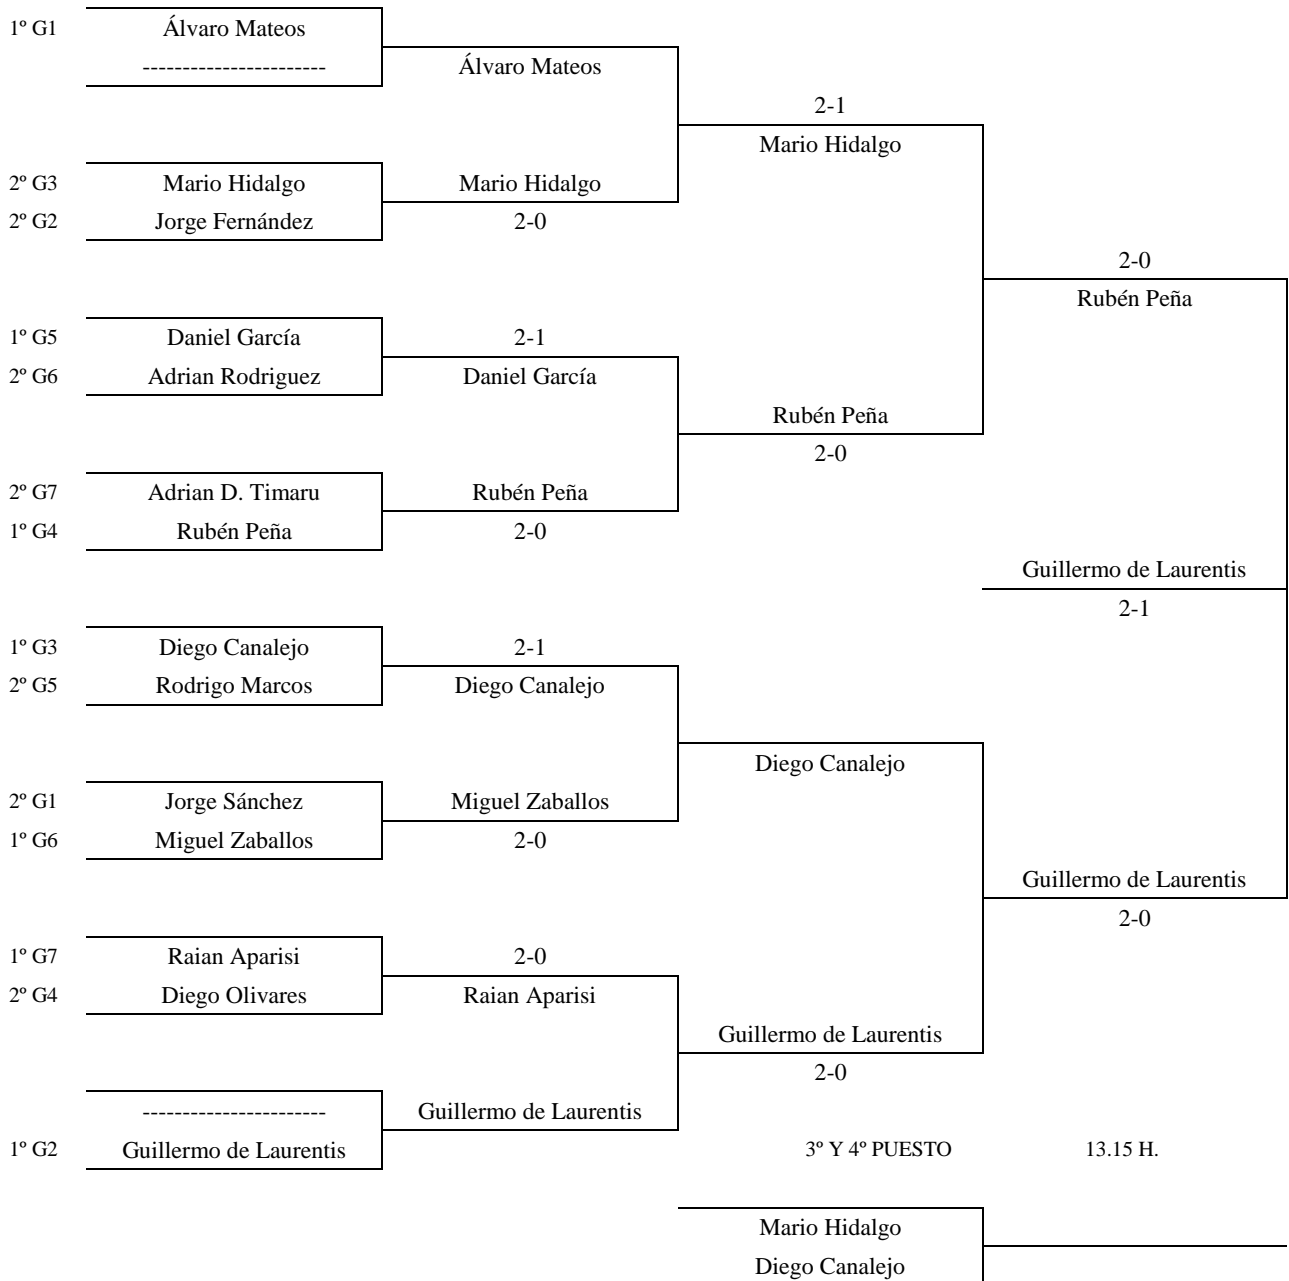 1º G1 Álvaro Mateos
----------------------- Álvaro Mateos
2-1
Mario Hidalgo
2º G3 Mario Hidalgo Mario Hidalgo
2º G2 Jorge Fernández 2-0
2-0
Rubén Peña
1º G5 Daniel García 2-1
2º G6 Adrian Rodriguez Daniel García
Rubén Peña
2-0
2º G7 Adrian D. Timaru Rubén Peña
1º G4 Rubén Peña 2-0
Guillermo de Laurentis
2-1
1º G3 Diego Canalejo 2-1
2º G5 Rodrigo Marcos Diego Canalejo
Diego Canalejo
2º G1 Jorge Sánchez Miguel Zaballos
1º G6 Miguel Zaballos 2-0
Guillermo de Laurentis
2-0
1º G7 Raian Aparisi 2-0
2º G4 Diego Olivares Raian Aparisi
Guillermo de Laurentis
2-0
----------------------- Guillermo de Laurentis
1º G2 Guillermo de Laurentis 3º Y 4º PUESTO 13.15 H.
Mario Hidalgo
Diego Canalejo